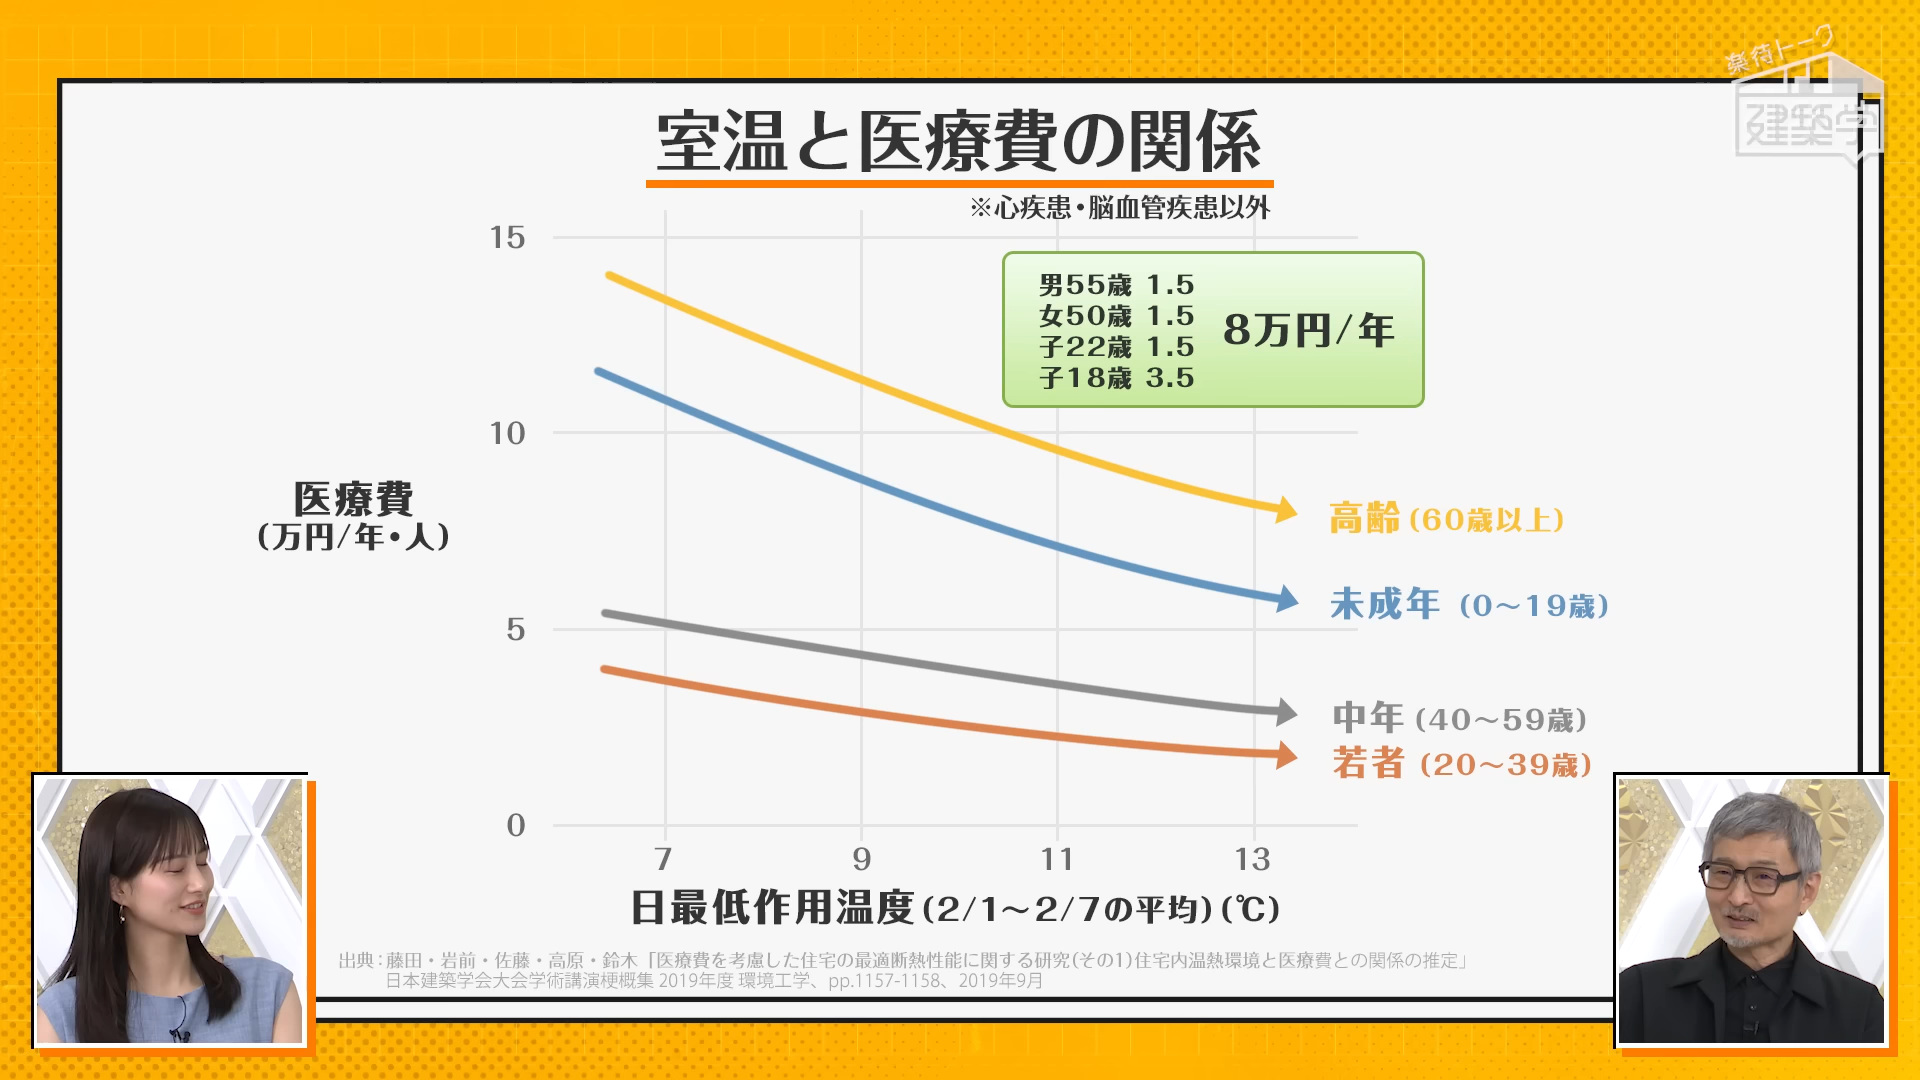 楽待トーク
建築学
室温と医療費の関係
※心疾患・脳血管疾患以外
15
10
5
0
男55歳 1.5
女50歳 1.5
子22歳 1.5
子18歳 3.5
8万円/年
医療費
(万円/年・人)
高齢(60歳以上)
未成年 (0～19歳)
中年(40～59歳)
若者(20～39歳)
7 9 11 13
日最低作用温度(2/1～2/7の平均)(℃)
出典:藤田・岩前・佐藤・高原・鈴木「医療費を考慮した住宅の最適断熱性能に関する研究(その1)住宅内温熱環境と医療費との関係の推定」
日本建築学会大会学術講演梗概集 2019年度 環境工学、pp.1157-1158、2019年9月